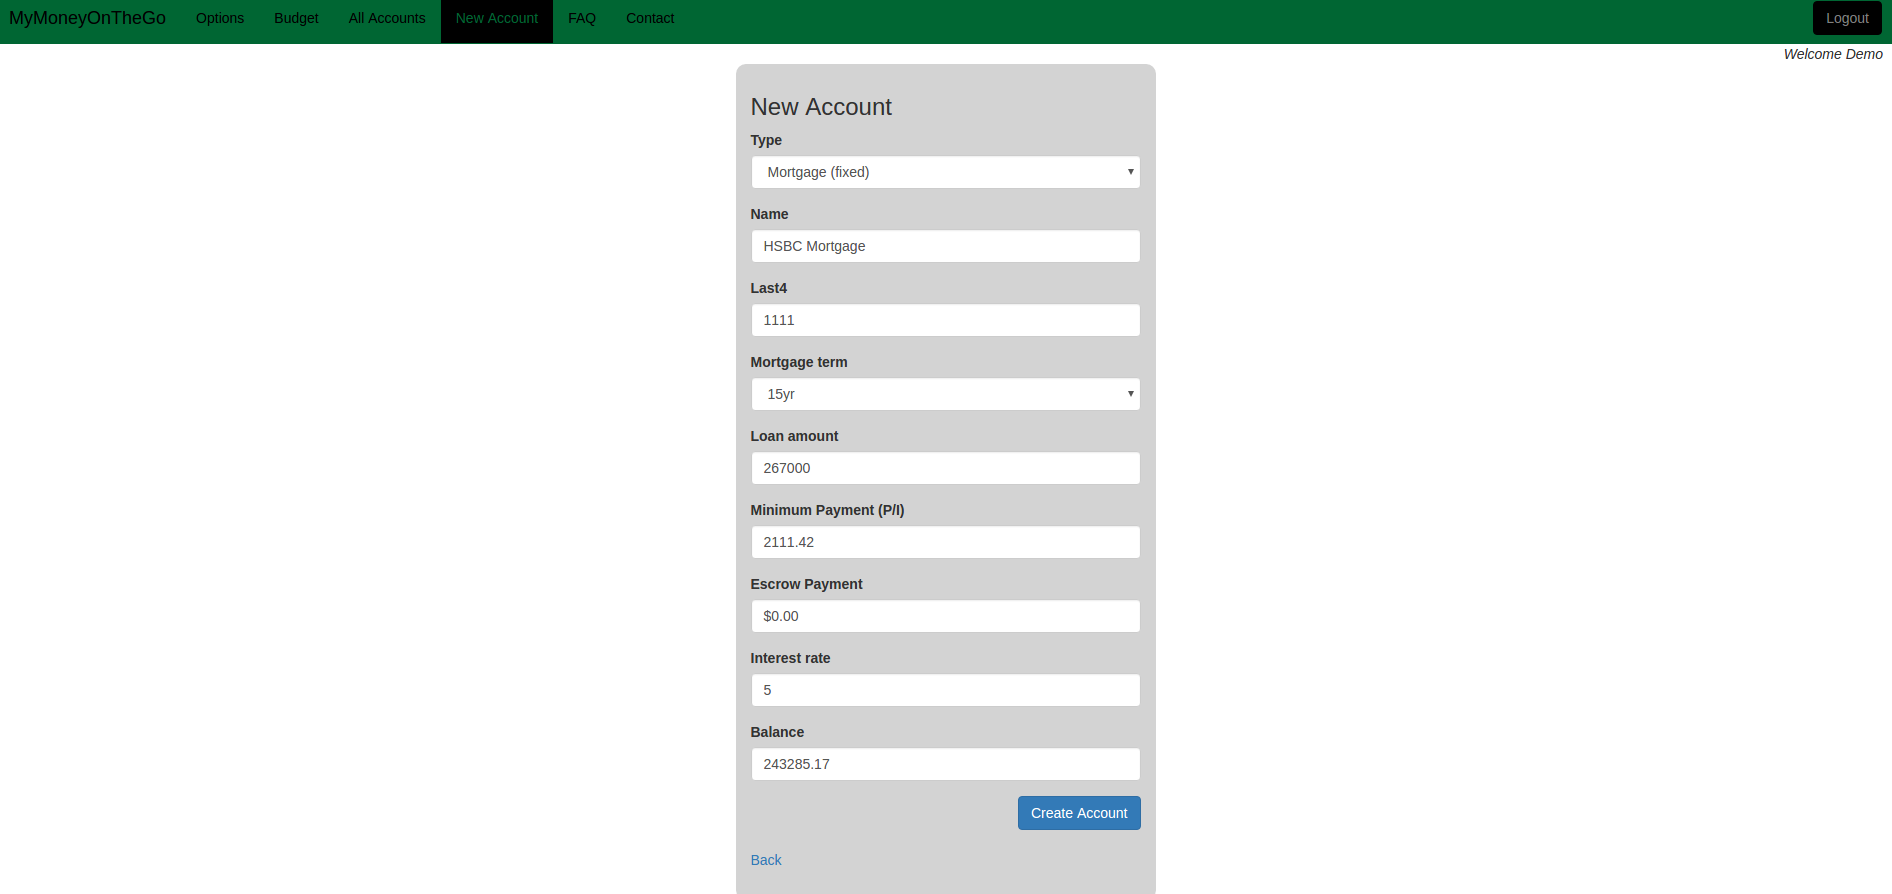 MyMoneyOnTheGo Options Budget All Accounts New Account FAQ Contact Logout
Welcome Demo
New Account
Type
Mortgage (fixed)
Name
HSBC Mortgage
Last4
1111
Mortgage term
15yr
Loan amount
267000
Minimum Payment (P/I)
2111.42
Escrow Payment
$0.00
Interest rate
5
Balance
243285.17
Create Account
Back